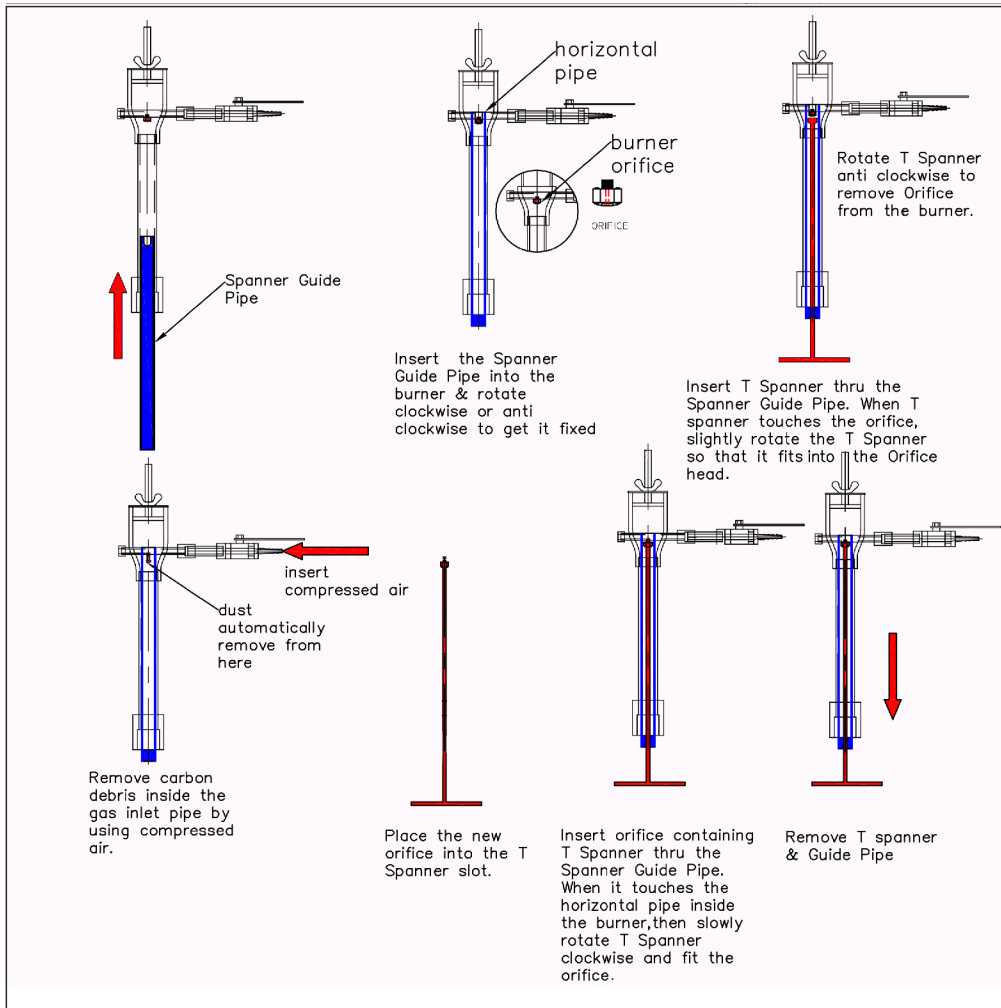 Spanner Guide
Pipe
horizontal
pipe
burner
orifice
ORIFICE
Insert the Spanner
Guide Pipe into the
burner & rotate
clockwise or anti
clockwise to get it fixed
Rotate T Spanner
anti clockwise to
remove Orifice
from the burner.
Insert T Spanner thru the
Spanner Guide Pipe. When T
spanner touches the orifice,
slightly rotate the T Spanner
so that it fits into the Orifice
head.
insert
compressed air
dust
automatically
remove from
here
Remove carbon
debris inside the
gas inlet pipe by
using compressed
air.
Place the new
orifice into the T
Spanner slot.
Insert orifice containing
T Spanner thru the
Spanner Guide Pipe.
When it touches the
horizontal pipe inside
the burner,then slowly
rotate T Spanner
clockwise and fit the
orifice.
Remove T spanner
& Guide Pipe